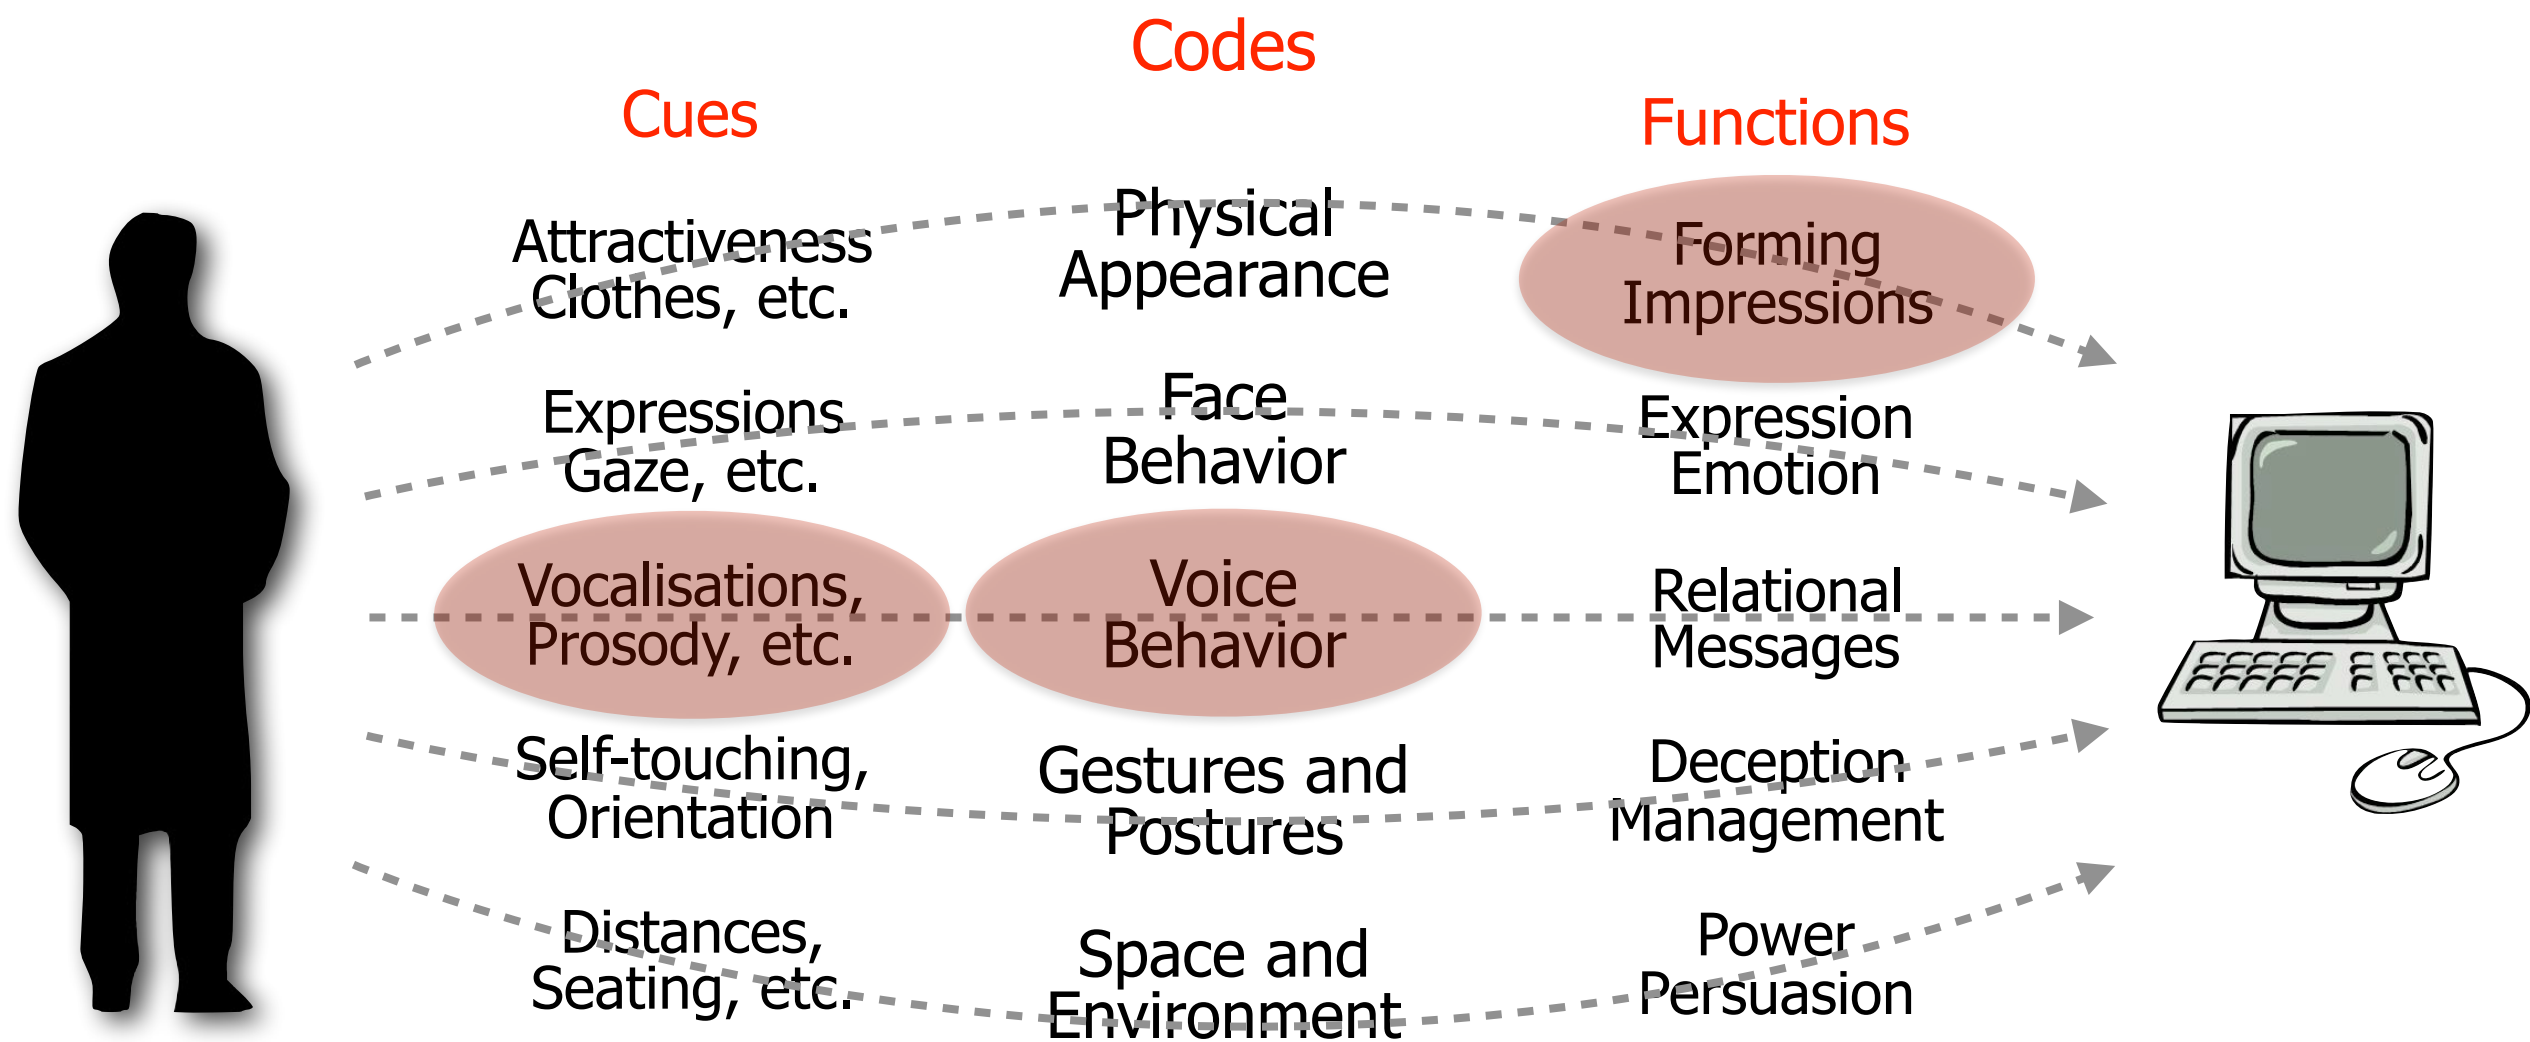 Codes
Cues
Functions
Attractiveness
Clothes, etc.
Physical
Appearance
Forming
Impressions
Expressions
Gaze, etc.
Face
Behavior
Expression
Emotion
Vocalisations,
Prosody, etc.
Voice
Behavior
Relational
Messages
Self-touching,
Orientation
Gestures and
Postures
Deception
Management
Distances,
Seating, etc.
Space and
Environment
Power
Persuasion